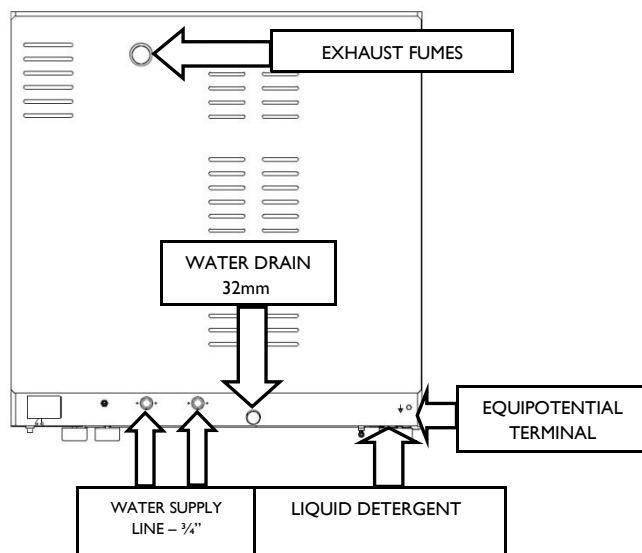 EXHAUST FUMES
WATER DRAIN
32mm
EQUIPOTENTIAL
TERMINAL
WATER SUPPLY
LINE – ¾”
LIQUID DETERGENT